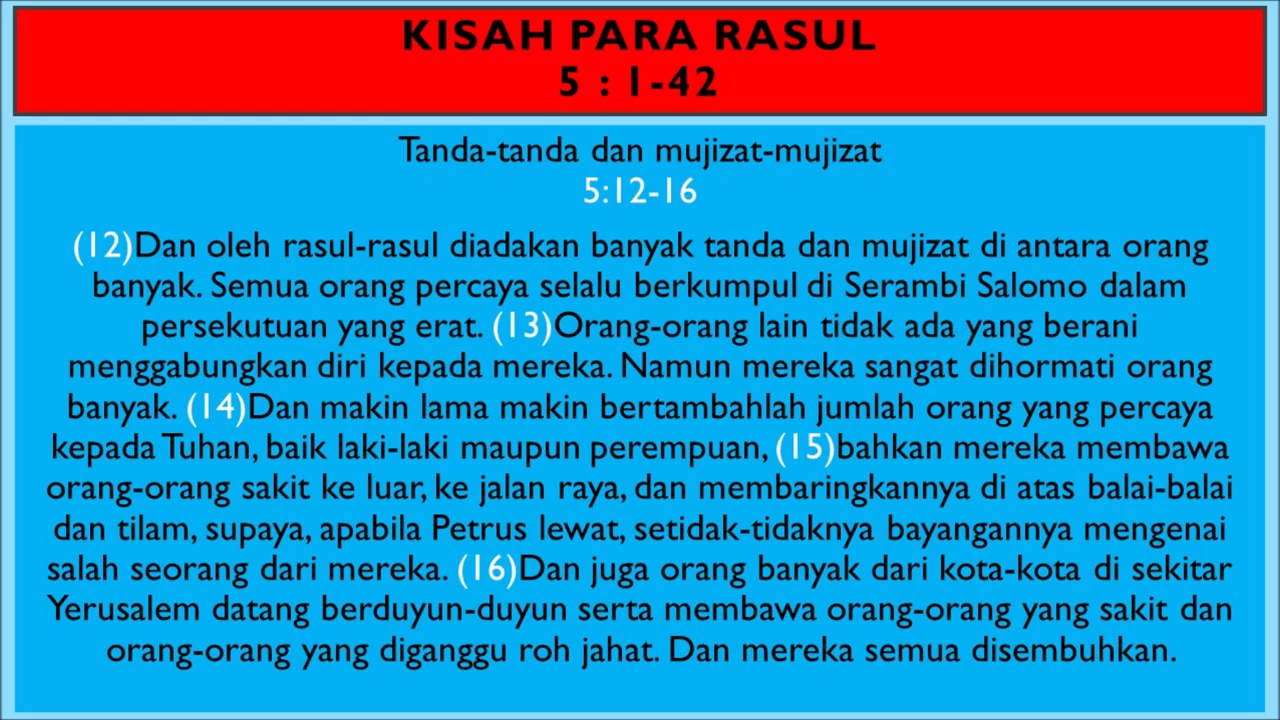 KISAH PARA RASUL
5 : 1-42
Tanda-tanda dan mujizat-mujizat
5:12-16
(12)Dan oleh rasul-rasul diadakan banyak tanda dan mujizat di antara orang
banyak. Semua orang percaya selalu berkumpul di Serambi Salomo dalam
persekutuan yang erat. (13)Orang-orang lain tidak ada yang berani
menggabungkan diri kepada mereka. Namun mereka sangat dihormati orang
banyak. (14)Dan makin lama makin bertambahlah jumlah orang yang percaya
kepada Tuhan, baik laki-laki maupun perempuan, (15)bahkan mereka membawa
orang-orang sakit ke luar, ke jalan raya, dan membaringkannya di atas balai-balai
dan tilam, supaya, apabila Petrus lewat, setidak-tidaknya bayangannya mengenai
salah seorang dari mereka. (16)Dan juga orang banyak dari kota-kota di sekitar
Yerusalem datang berduyun-duyun serta membawa orang-orang yang sakit dan
orang-orang yang diganggu roh jahat. Dan mereka semua disembuhkan.